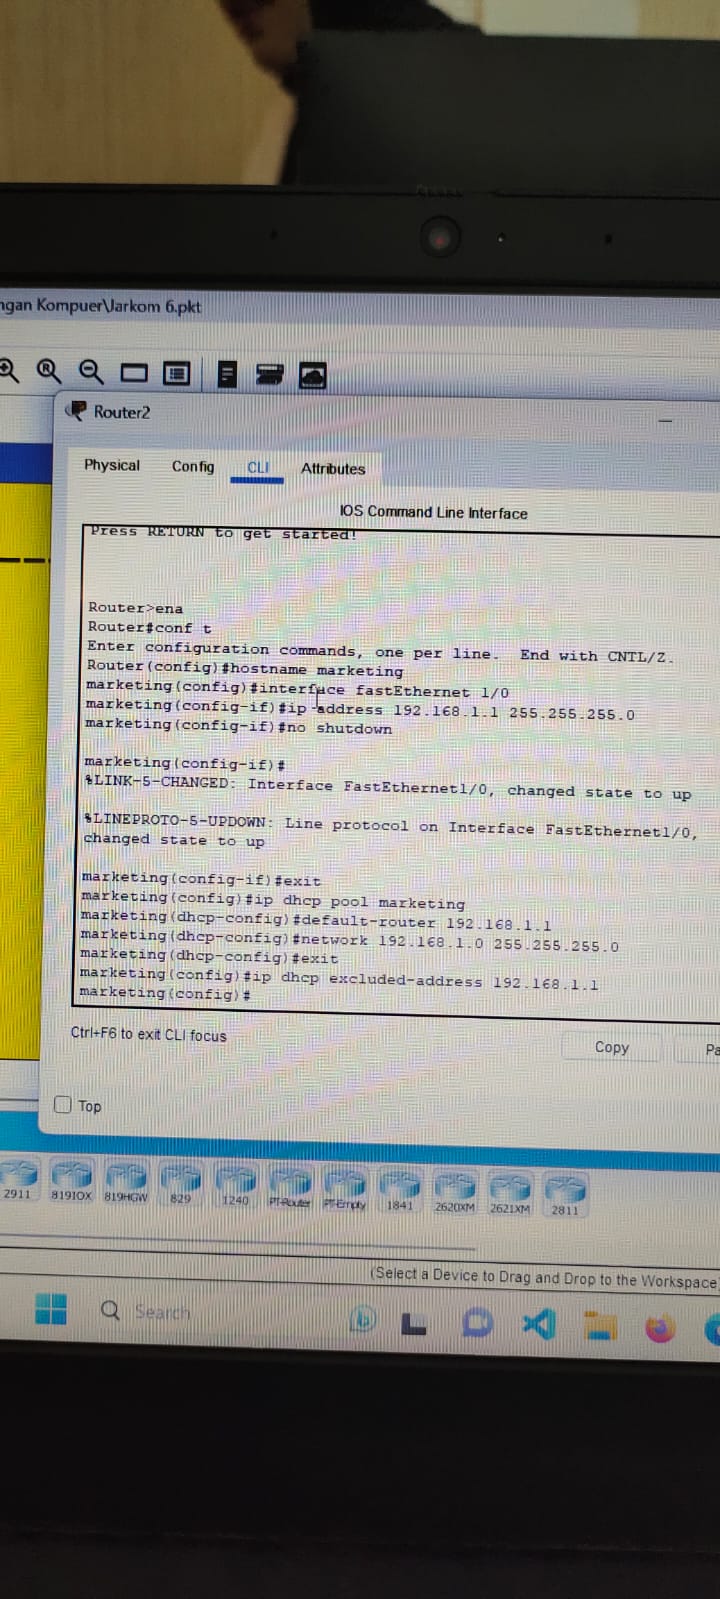 ngan Kompuer\Jarkom 6.pkt
Router2
Physical Config CLI Attributes
IOS Command Line Interface
Press RETURN to get started!
Router>ena
Router#conf t
Enter configuration commands, one per line. End with CNTL/Z.
Router(config)#hostname marketing
marketing(config)#interface fastEthernet 1/0
marketing(config-if)#ip address 192.168.1.1 255.255.255.0
marketing(config-if)#no shutdown
marketing(config-if)#
%LINK-5-CHANGED: Interface FastEthernet1/0, changed state to up
%LINEPROTO-5-UPDOWN: Line protocol on Interface FastEthernet1/0,
changed state to up
marketing(config-if)#exit
marketing(config)#ip dhcp pool marketing
marketing(dhcp-config)#default-router 192.168.1.1
marketing(dhcp-config)#network 192.168.1.0 255.255.255.0
marketing(dhcp-config)#exit
marketing(config)#ip dhcp excluded-address 192.168.1.1
marketing(config)#
Ctrl+F6 to exit CLI focus
Copy Pa
Top
2911 819IOX 819HGW 829 1240 PT-Router PT-Empty 1841 2620XM 2621XM 2811
(Select a Device to Drag and Drop to the Workspace
Search